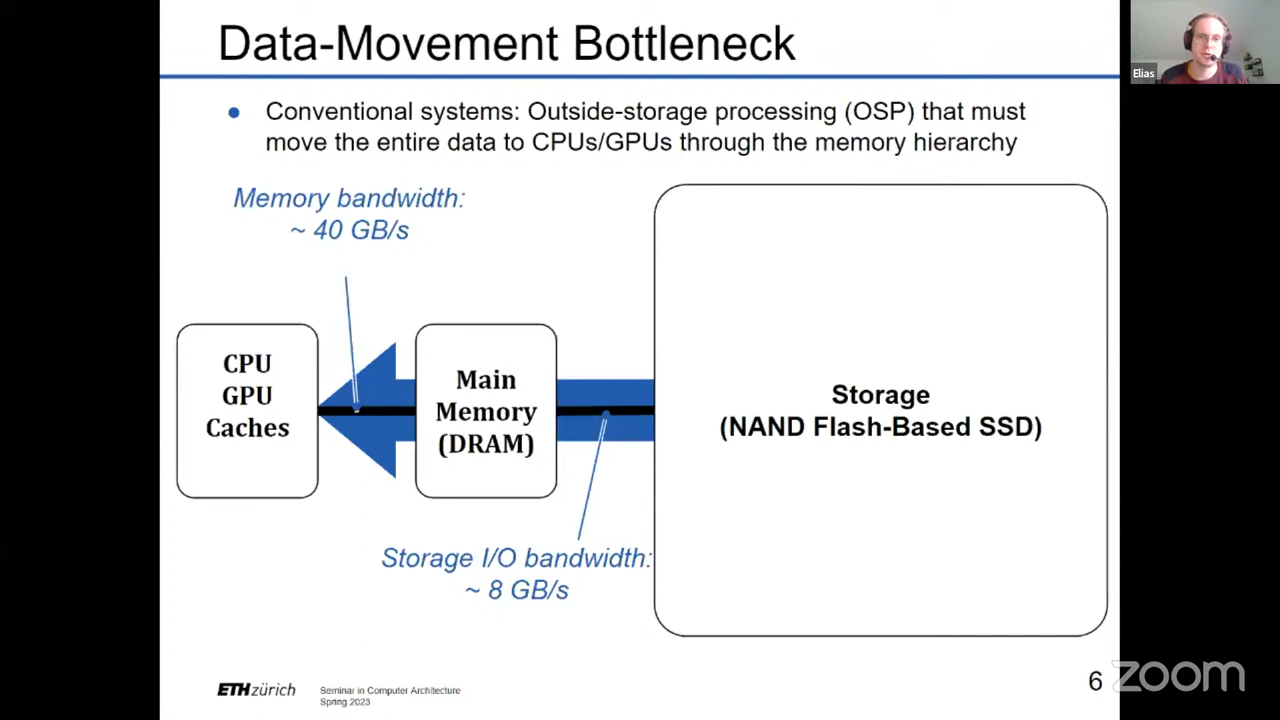 Data-Movement Bottleneck
Elias
• Conventional systems: Outside-storage processing (OSP) that must
move the entire data to CPUs/GPUs through the memory hierarchy
Memory bandwidth:
~ 40 GB/s
CPU
GPU
Caches
Main
Memory
(DRAM)
Storage
(NAND Flash-Based SSD)
Storage I/O bandwidth:
~ 8 GB/s
ETH zürich
Seminar in Computer Architecture
Spring 2023
6
zoom